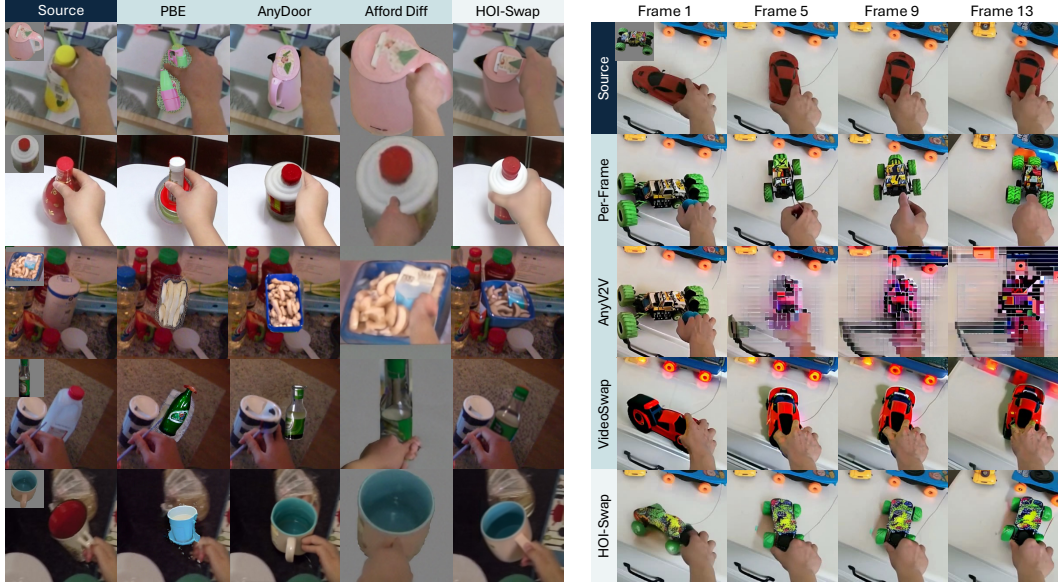 Source PBE AnyDoor Afford Diff HOI-Swap
Frame 1 Frame 5 Frame 9 Frame 13
Source
Per-Frame
AnyV2V
VideoSwap
HOI-Swap